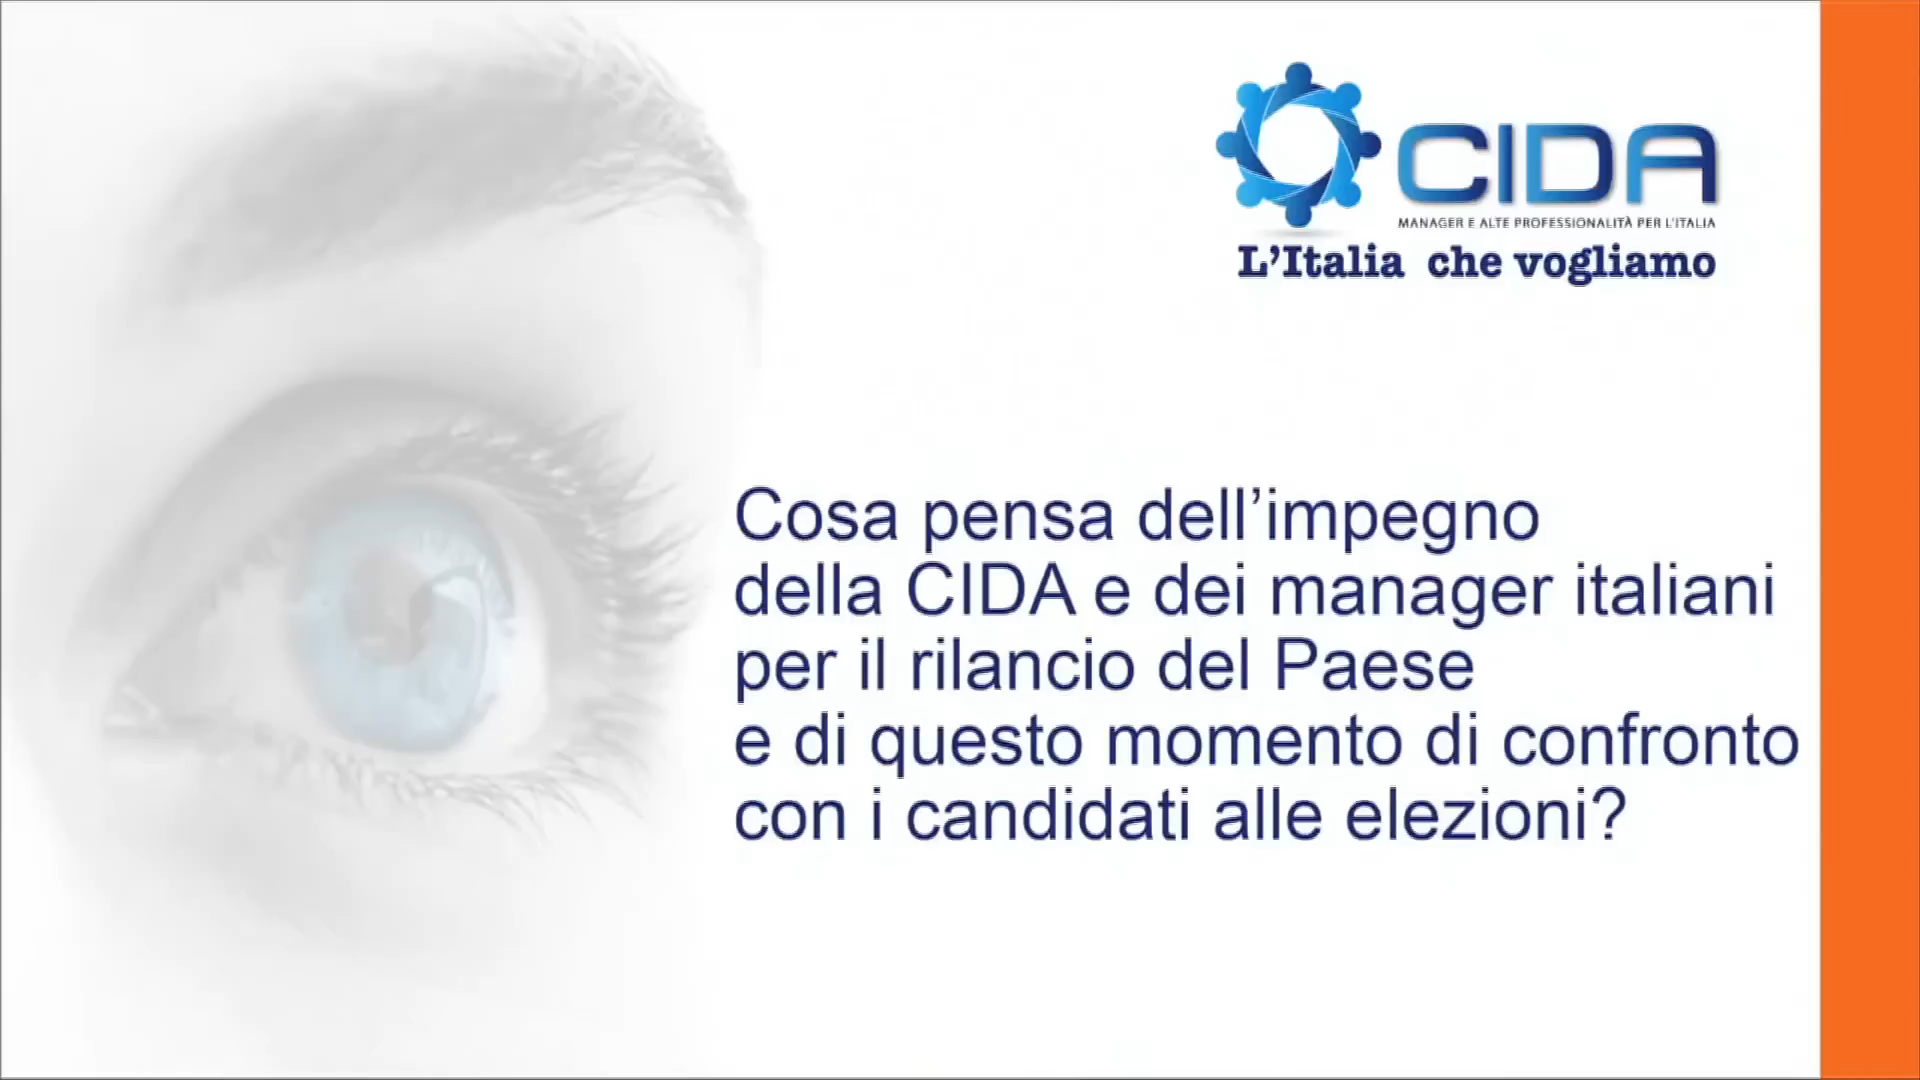 CIDA
MANAGER E ALTE PROFESSIONALITÀ PER L'ITALIA
L'Italia che vogliamo
Cosa pensa dell'impegno
della CIDA e dei manager italiani
per il rilancio del Paese
e di questo momento di confronto
con i candidati alle elezioni?